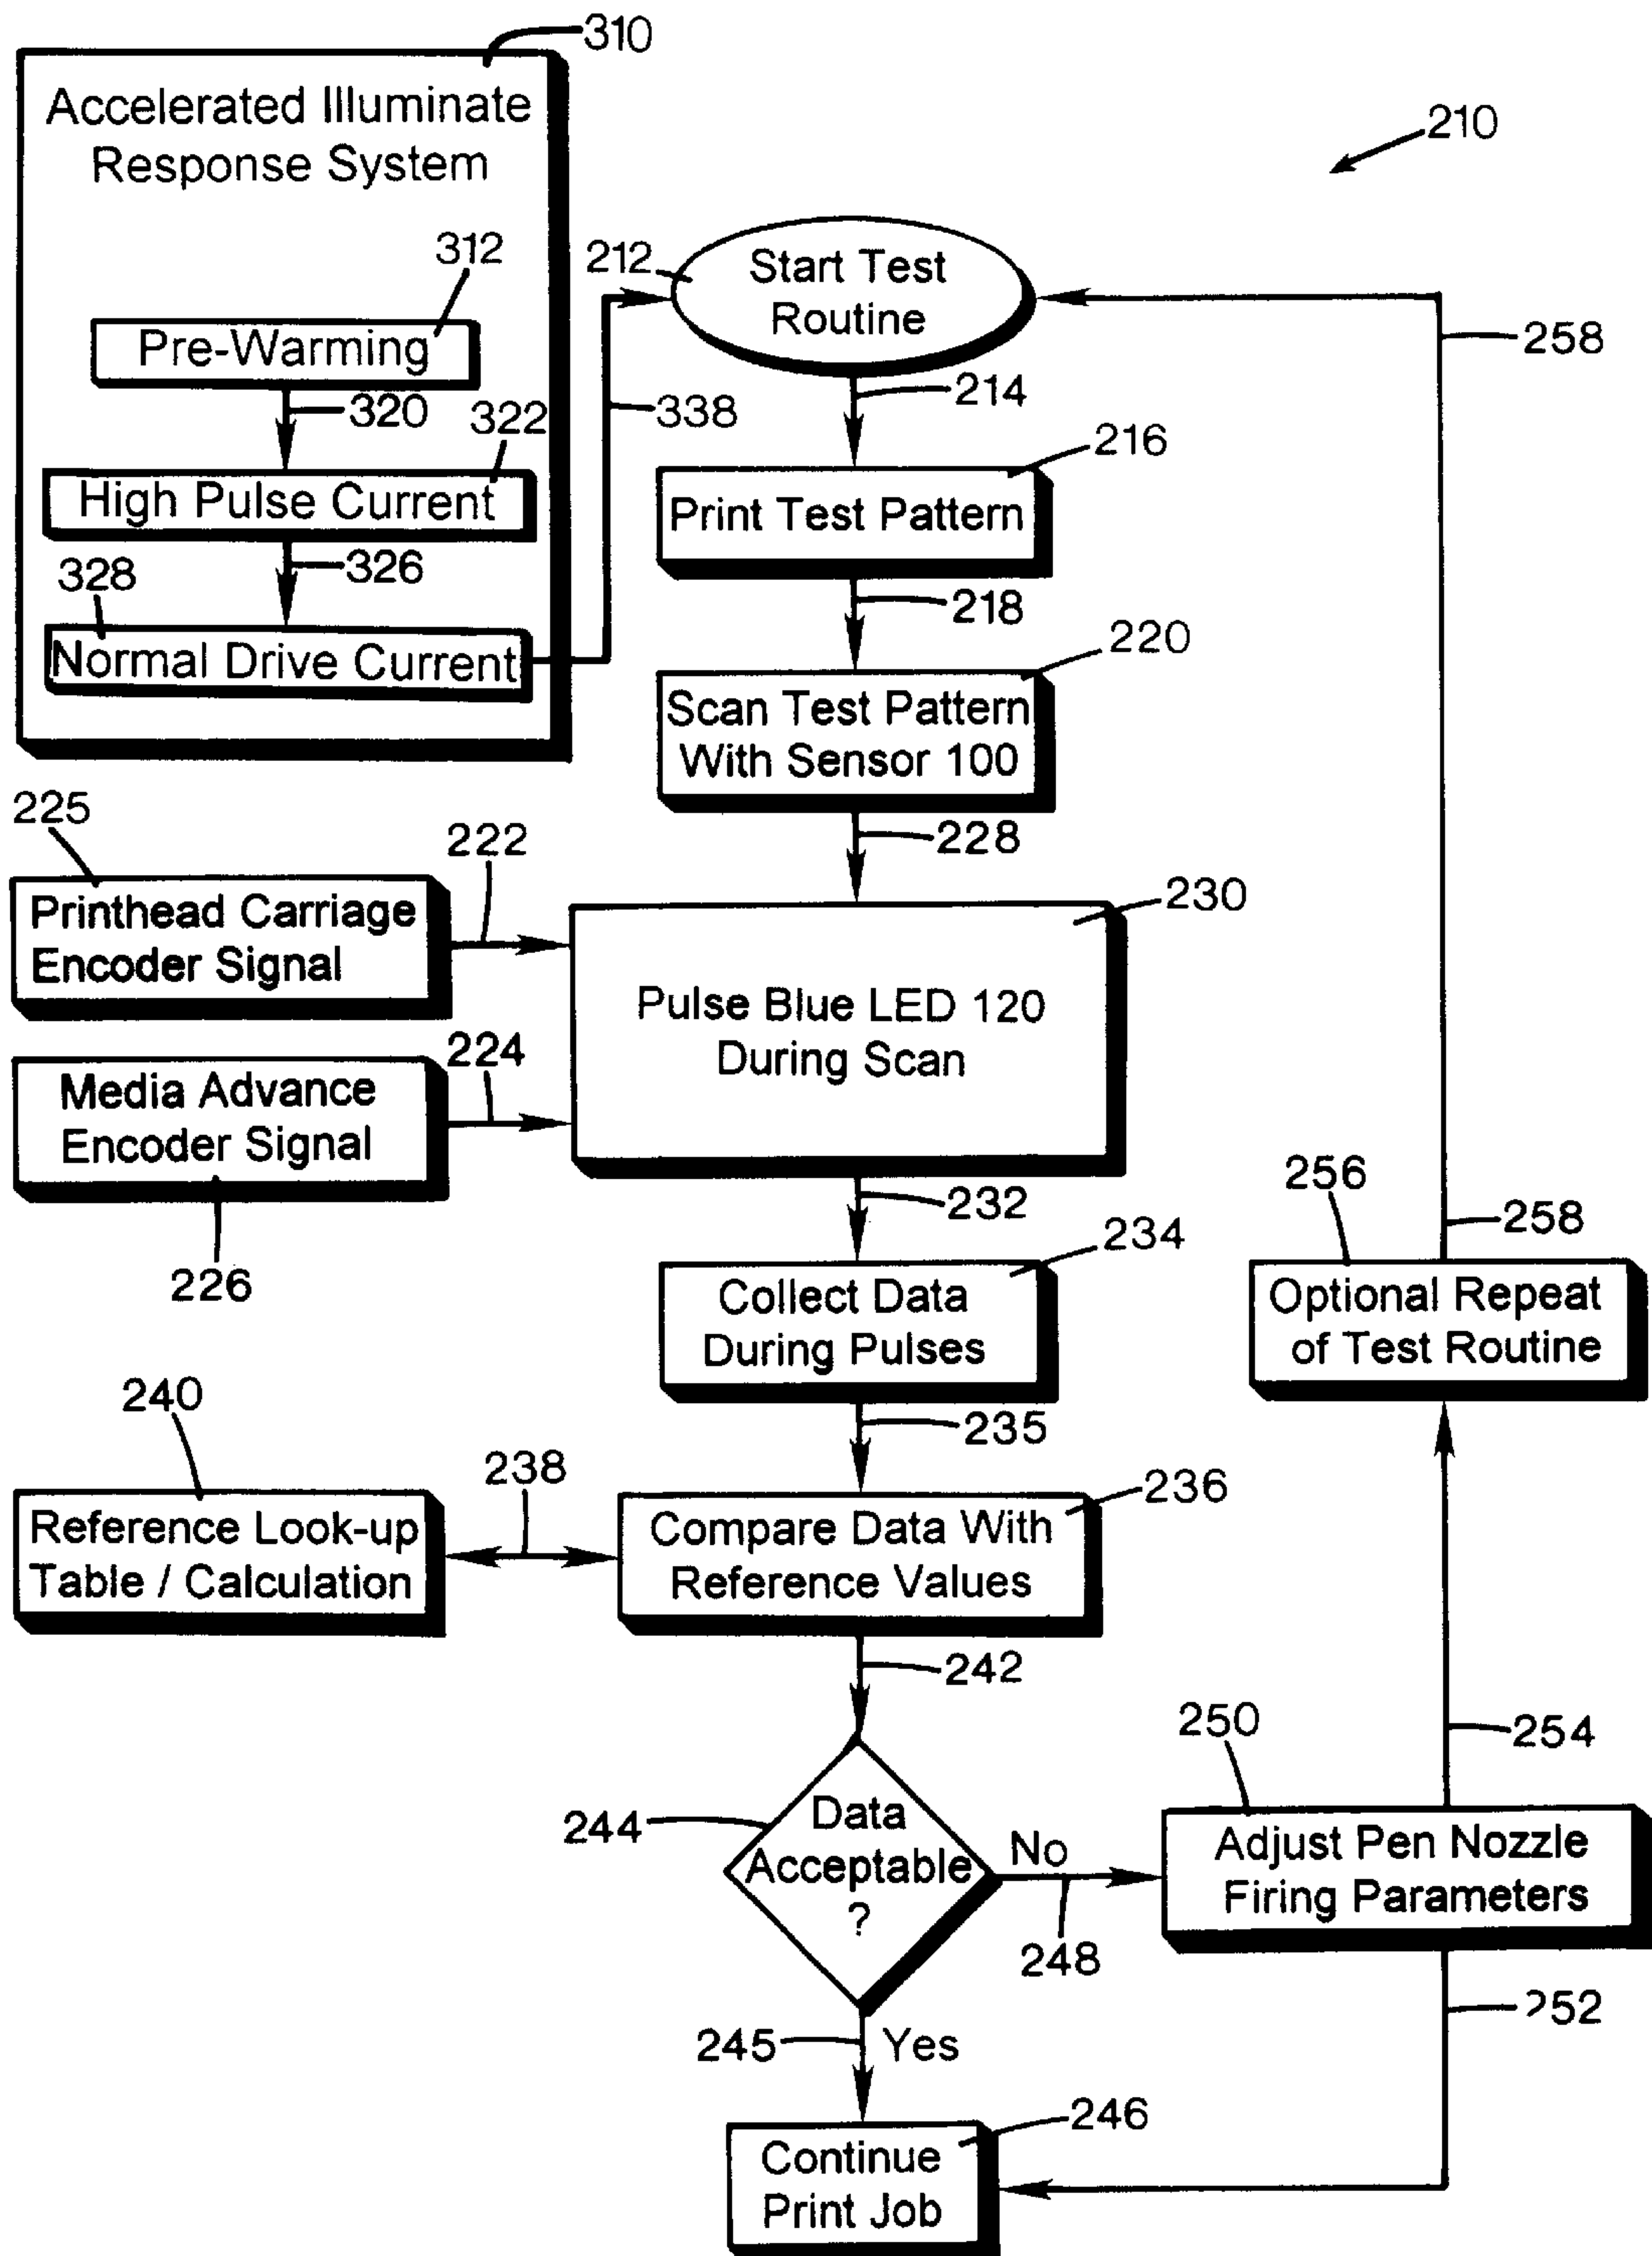 310
Accelerated Illuminate
Response System
210
312
Pre-Warming
320
322
High Pulse Current
326
328
Normal Drive Current
338
212
Start Test
Routine
258
214
216
Print Test Pattern
218
220
Scan Test Pattern
With Sensor 100
228
225
Printhead Carriage
Encoder Signal
222
230
Pulse Blue LED 120
During Scan
224
Media Advance
Encoder Signal
226
232
234
Collect Data
During Pulses
256
258
Optional Repeat
of Test Routine
235
240
Reference Look-up
Table / Calculation
238
236
Compare Data With
Reference Values
242
244
Data
Acceptable
?
No
248
250
254
Adjust Pen Nozzle
Firing Parameters
252
245
Yes
246
Continue
Print Job